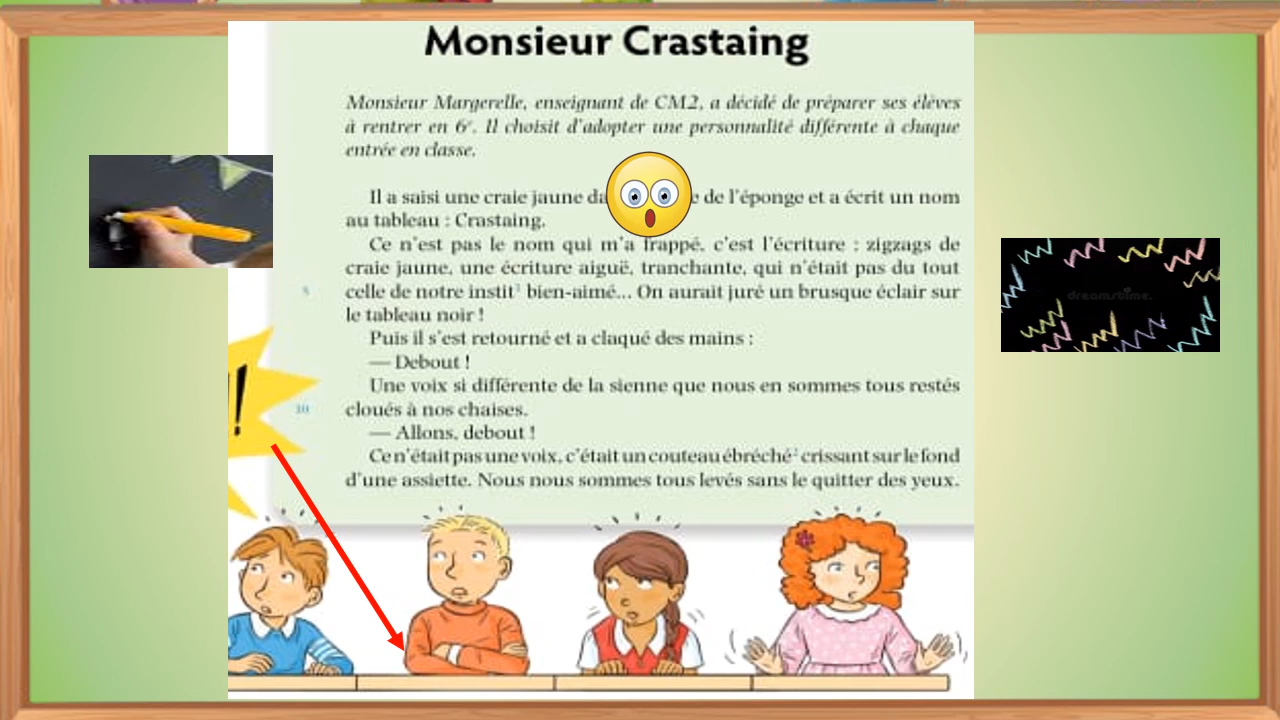 Monsieur Crastaing
Monsieur Margerelle, enseignant de CM2, a décidé de préparer ses élèves
à rentrer en 6e. Il choisit d'adopter une personnalité différente à chaque
entrée en classe.
Il a saisi une craie jaune da e de l'éponge et a écrit un nom
au tableau : Crastaing.
Ce n'est pas le nom qui m'a frappé, c'est l'écriture : zigzags de
craie jaune, une écriture aiguë, tranchante, qui n'était pas du tout
5 celle de notre instit1 bien-aimé... On aurait juré un brusque éclair sur
le tableau noir !
Puis il s'est retourné et a claqué des mains :
— Debout !
Une voix si différente de la sienne que nous en sommes tous restés
10 cloués à nos chaises.
— Allons, debout !
Ce n'était pas une voix, c'était un couteau ébréché2 crissant sur le fond
d'une assiette. Nous nous sommes tous levés sans le quitter des yeux.
!
dreamstime.